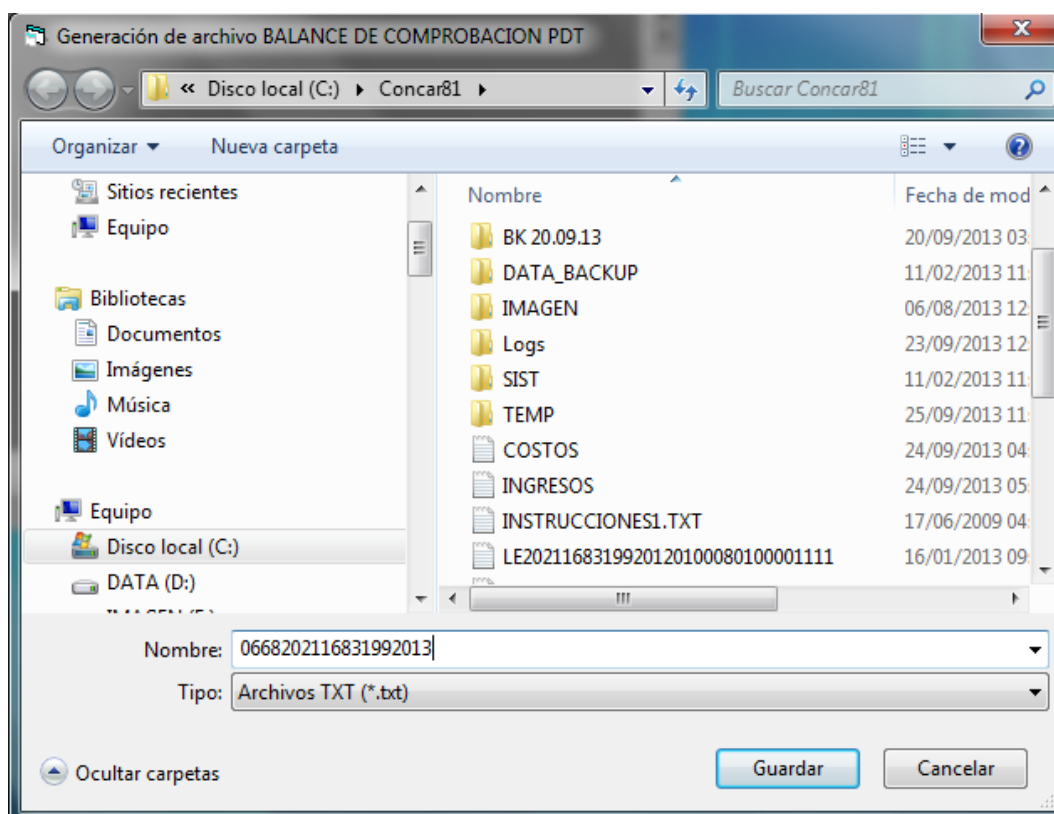 Generación de archivo BALANCE DE COMPROBACION PDT
« Disco local (C:) Concar81
Buscar Concar81
Organizar
Nueva carpeta
Sitios recientes
Equipo
Bibliotecas
Documentos
Imágenes
Música
Vídeos
Equipo
Disco local (C:)
DATA (D:)
Nombre Fecha de mod
BK 20.09.13 20/09/2013 03:
DATA_BACKUP 11/02/2013 11:
IMAGEN 06/08/2013 12:
Logs 23/09/2013 12:
SIST 11/02/2013 11:
TEMP 25/09/2013 11:
COSTOS 24/09/2013 04:
INGRESOS 24/09/2013 05:
INSTRUCCIONES1.TXT 17/06/2009 04:
LE2021168319920120100080100001111 16/01/2013 09:
Nombre: 0668202116831992013
Tipo: Archivos TXT (*.txt)
Ocultar carpetas
Guardar
Cancelar